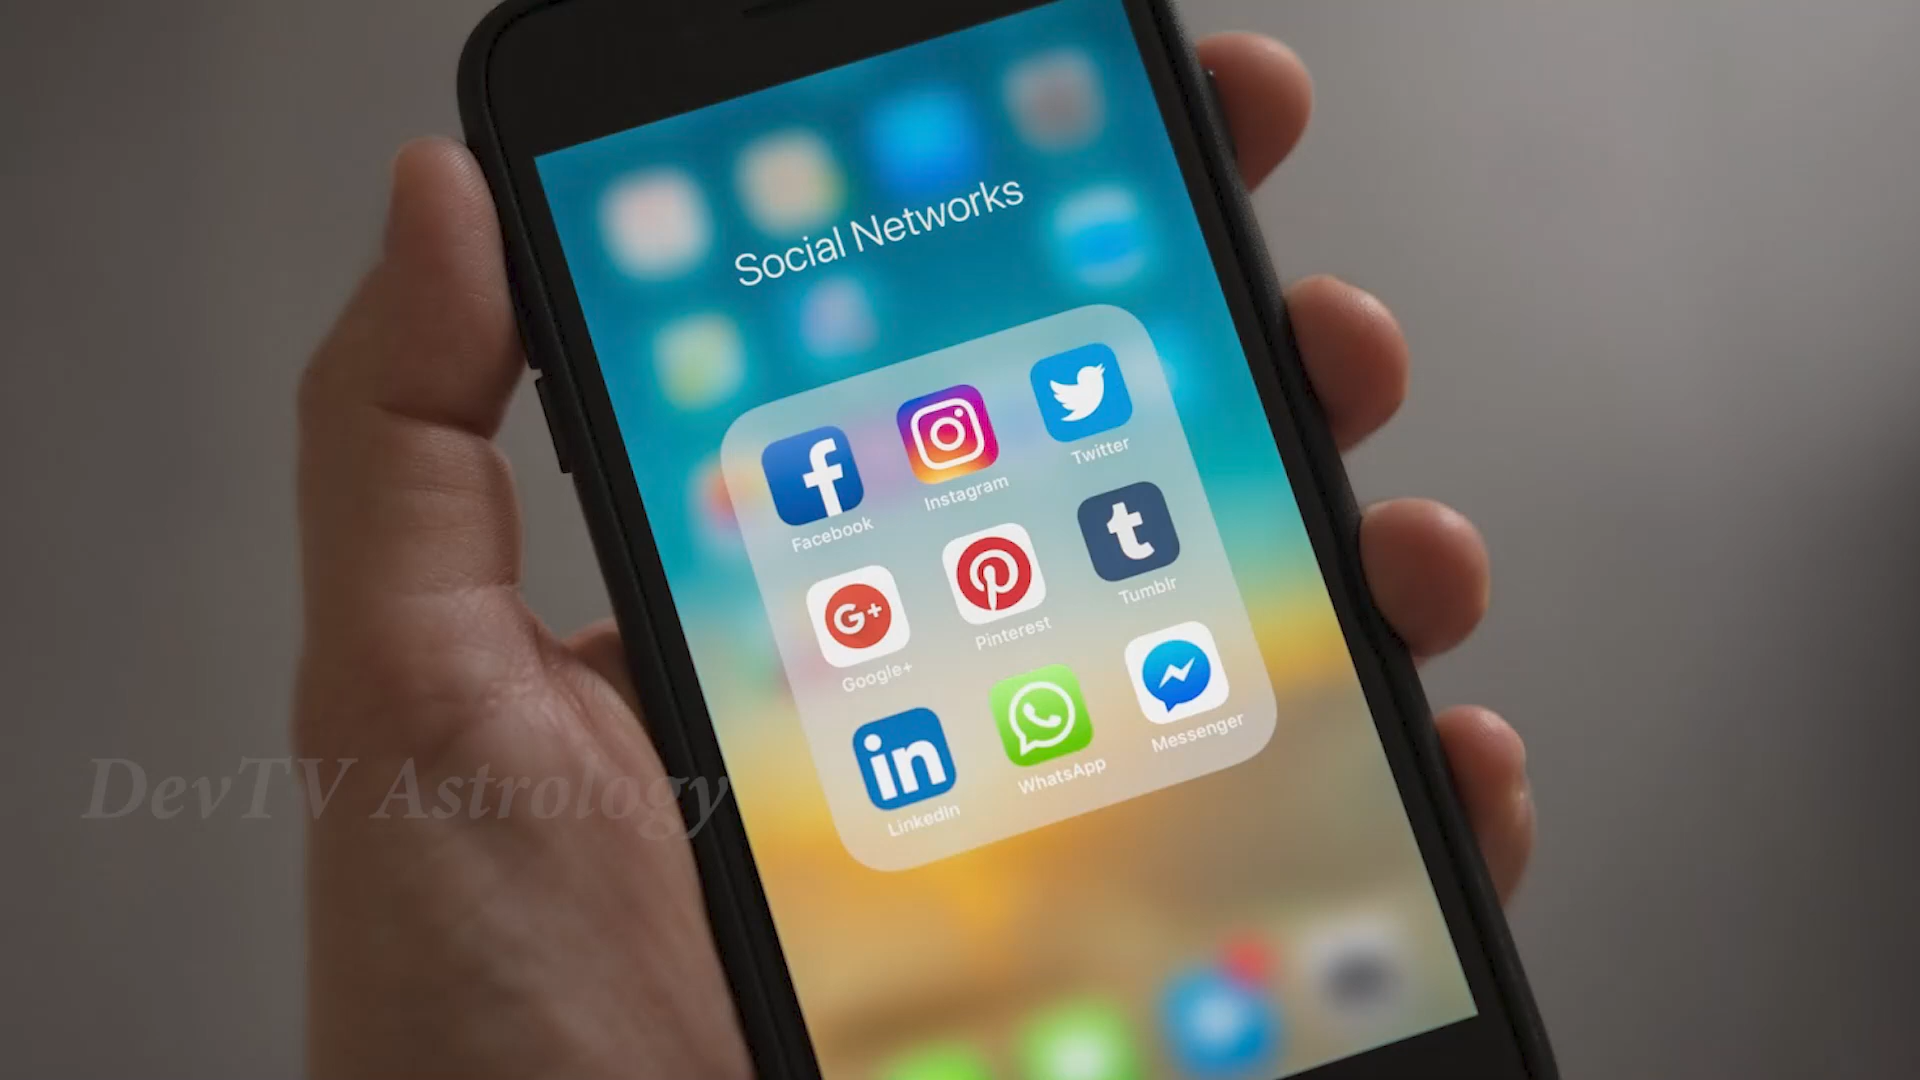 Social Networks
Facebook
Instagram
Twitter
Google+
Pinterest
Tumblr
LinkedIn
WhatsApp
Messenger
DevTV Astrology